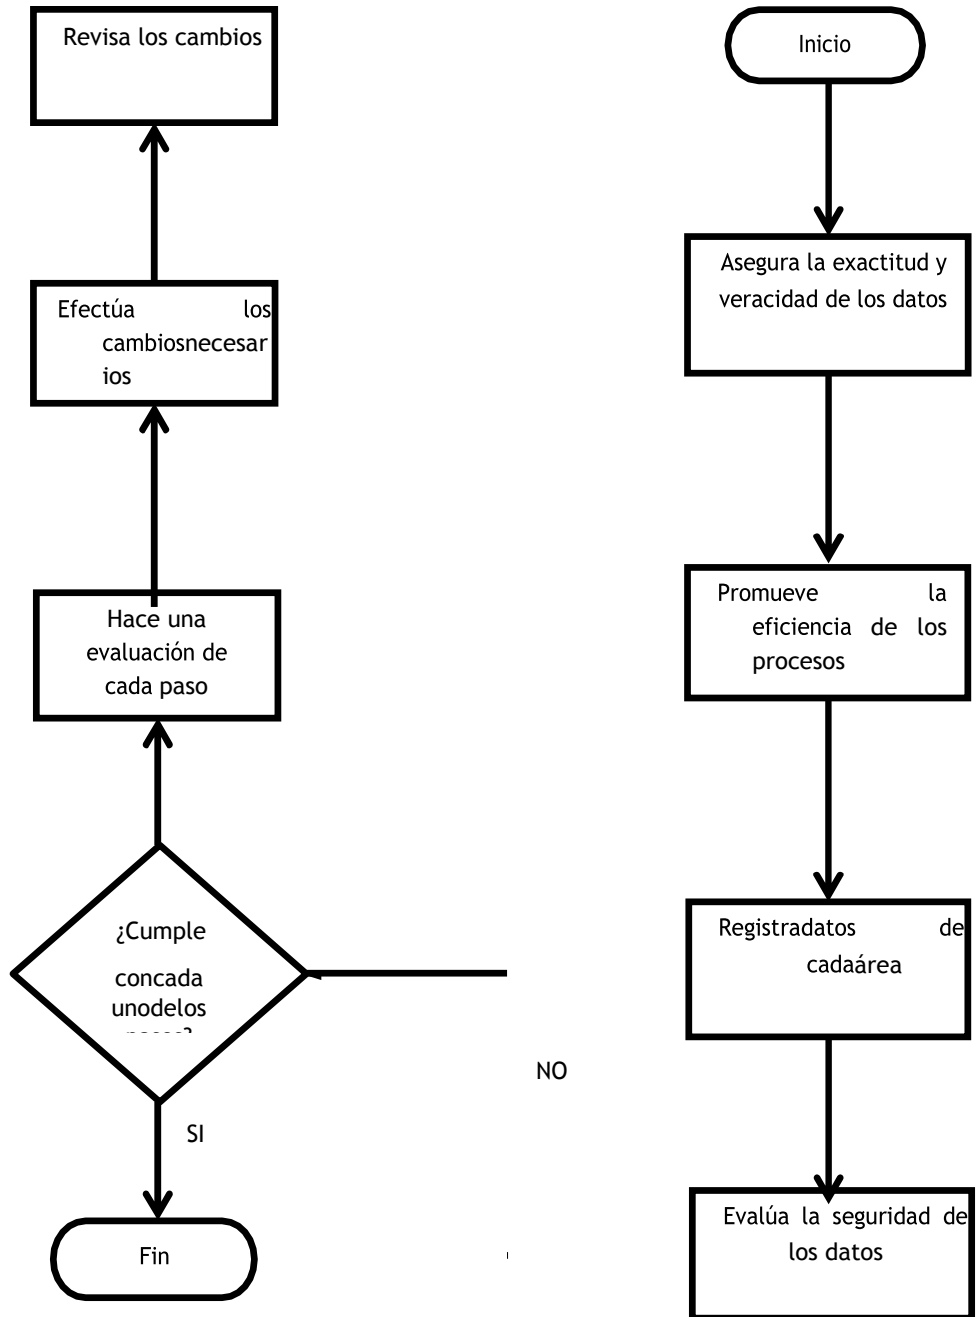 Revisa los cambios
Efectúa los
cambiosnecesar
ios
Hace una
evaluación de
cada paso
¿Cumple
concada
unodelos
SI
Fin
NO
Inicio
Asegura la exactitud y
veracidad de los datos
Promueve la
eficiencia de los
procesos
Registradatos de
cadaárea
Evalúa la seguridad de
los datos